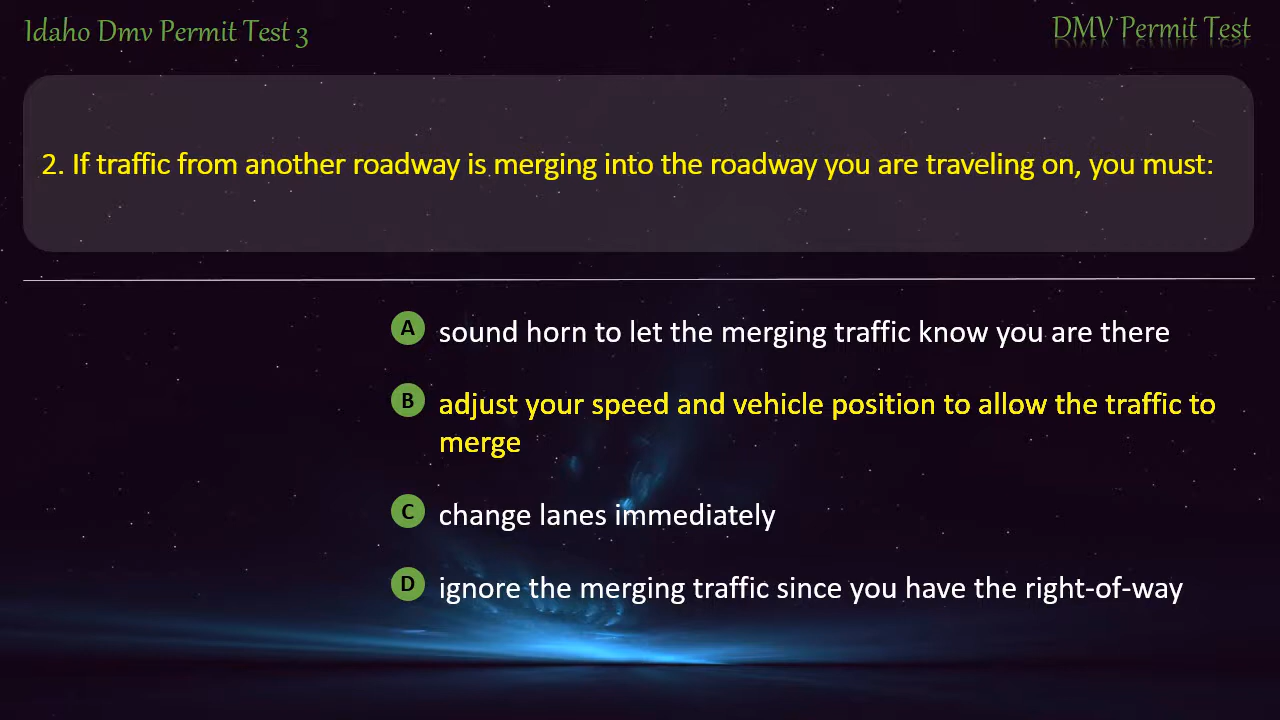 Idaho Dmv Permit Test 3
DMV Permit Test
2. If traffic from another roadway is merging into the roadway you are traveling on, you must:
A sound horn to let the merging traffic know you are there
B adjust your speed and vehicle position to allow the traffic to
merge
C change lanes immediately
D ignore the merging traffic since you have the right-of-way